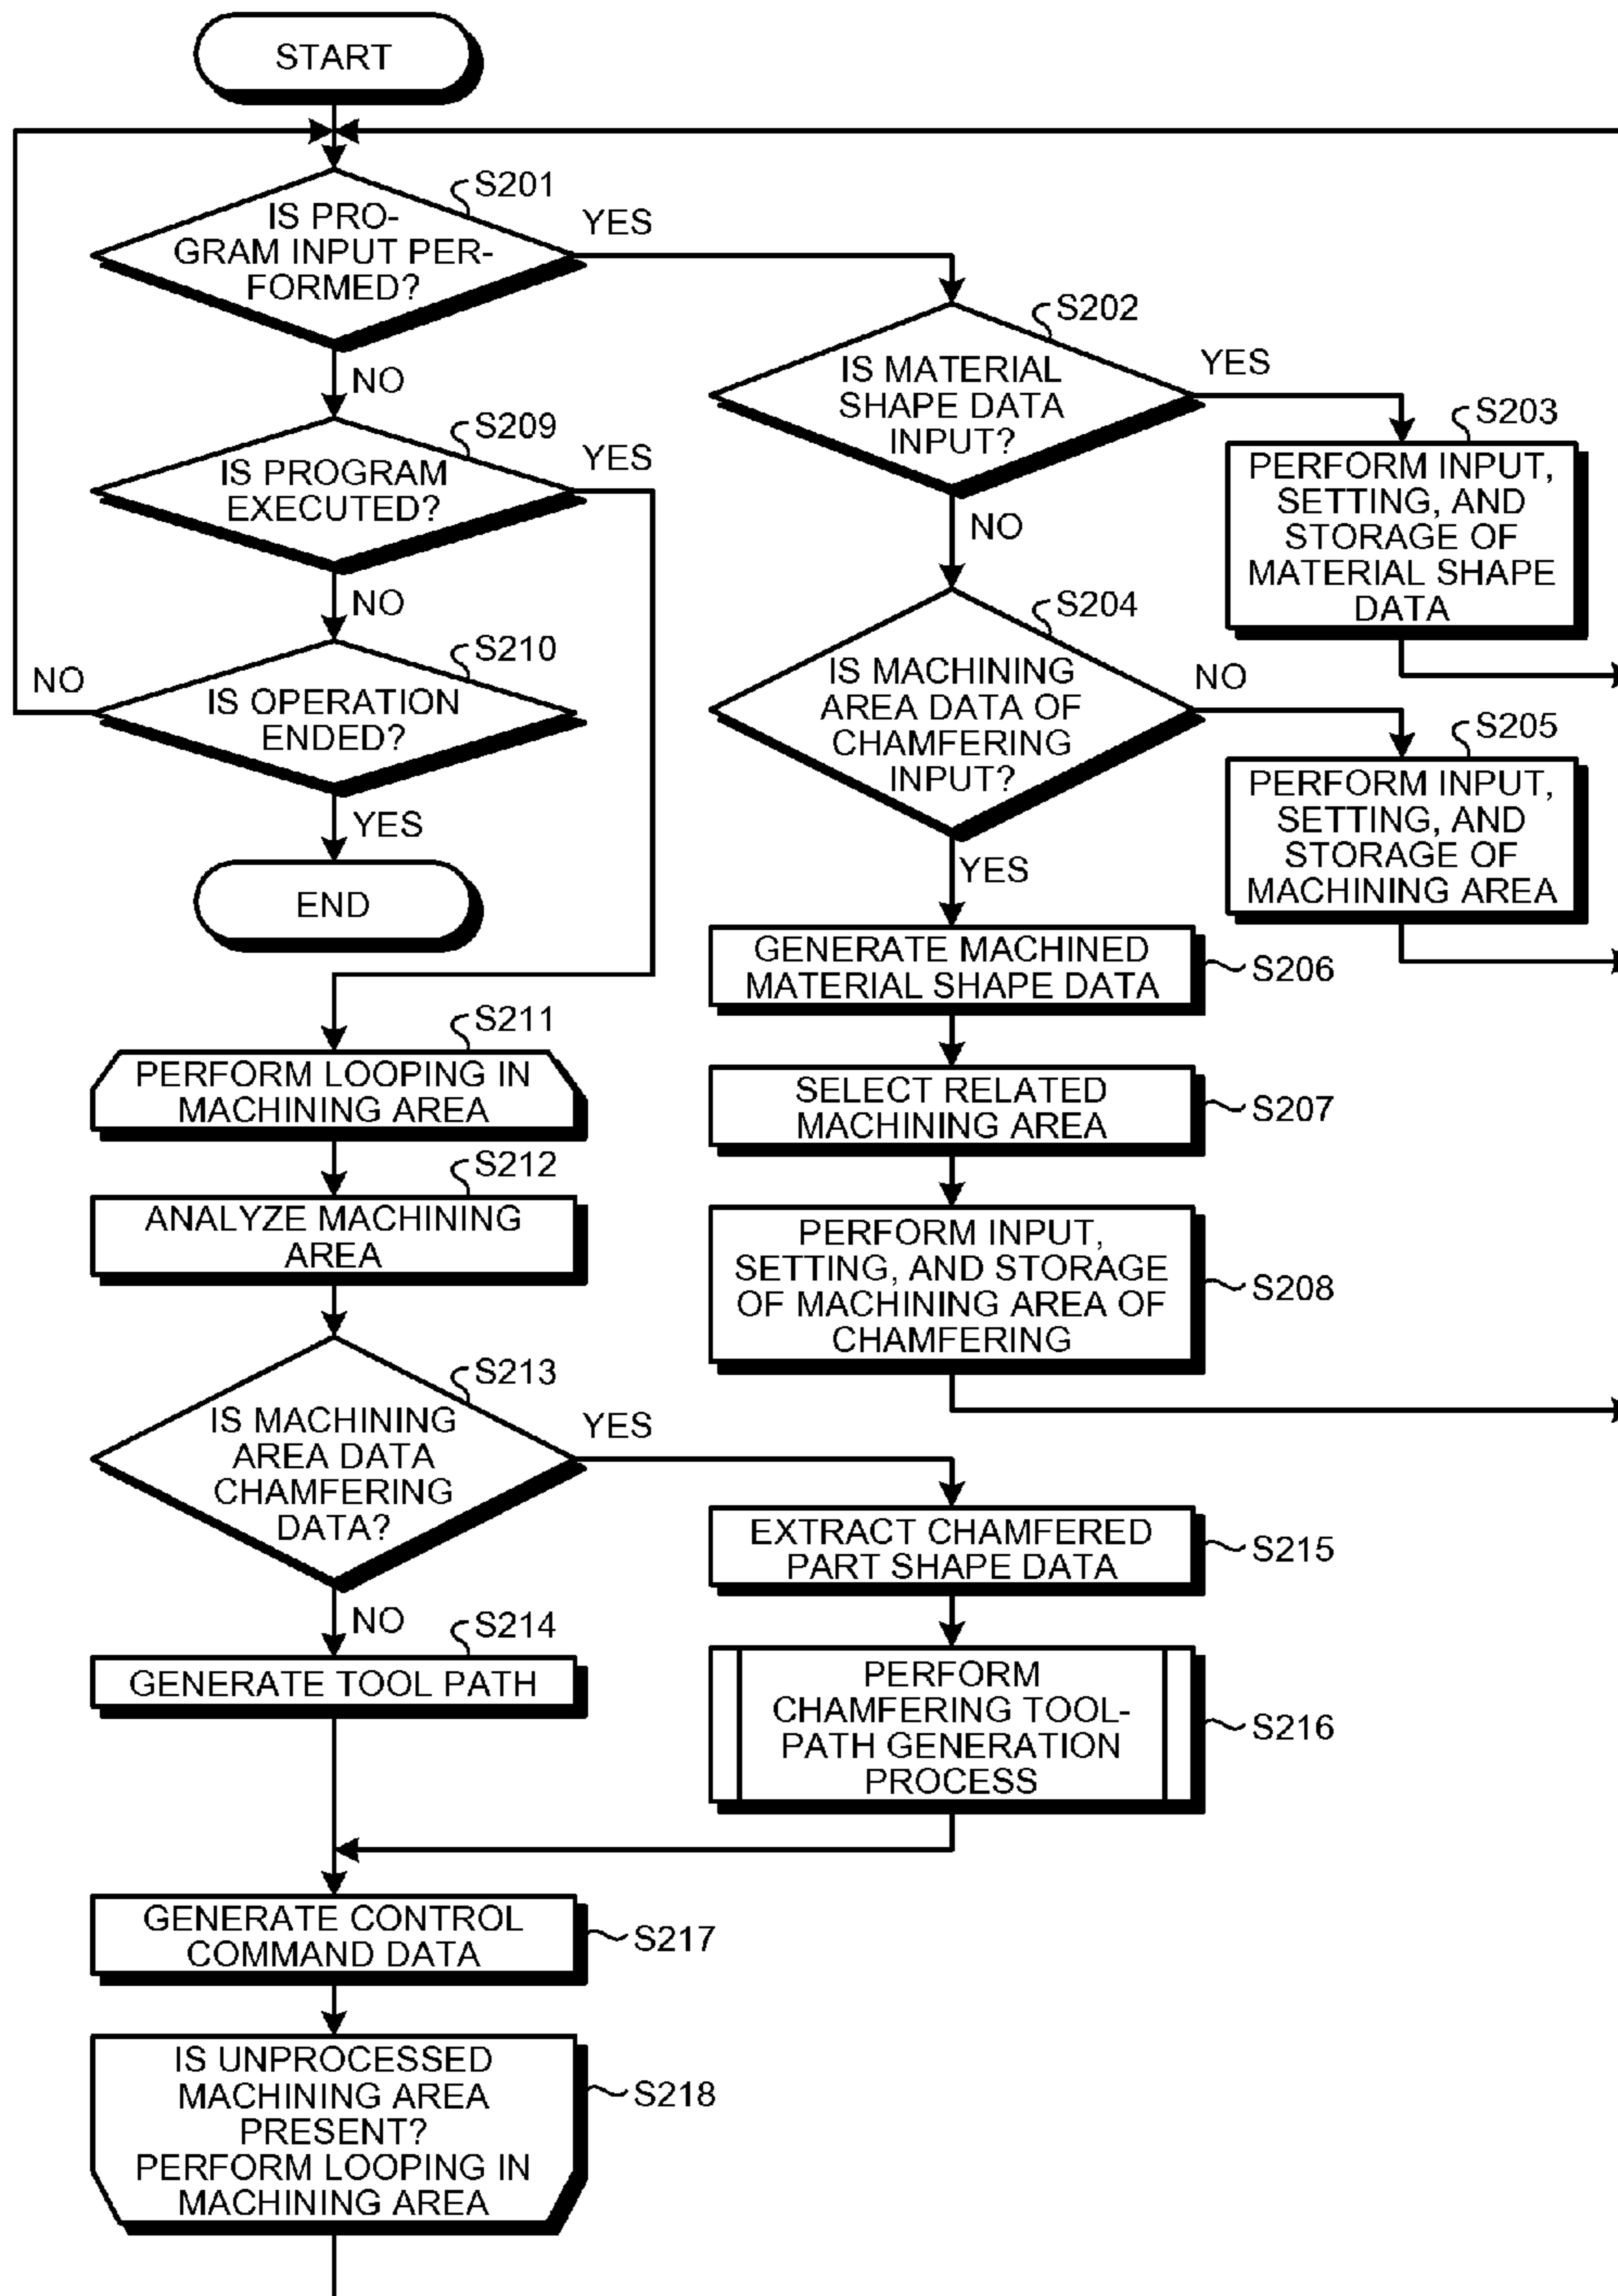 START
S201
IS PRO-
GRAM INPUT PER-
FORMED?
YES
NO
S202
IS MATERIAL
SHAPE DATA
INPUT?
YES
NO
S203
PERFORM INPUT,
SETTING, AND
STORAGE OF
MATERIAL SHAPE
DATA
S204
IS MACHINING
AREA DATA OF
CHAMFERING
INPUT?
NO
YES
S205
PERFORM INPUT,
SETTING, AND
STORAGE OF
MACHINING AREA
GENERATE MACHINED
MATERIAL SHAPE DATA
S206
SELECT RELATED
MACHINING AREA
S207
PERFORM INPUT,
SETTING, AND STORAGE
OF MACHINING AREA OF
CHAMFERING
S208
S209
IS PROGRAM
EXECUTED?
YES
NO
S210
IS OPERATION
ENDED?
NO
YES
END
S211
PERFORM LOOPING IN
MACHINING AREA
S212
ANALYZE MACHINING
AREA
S213
IS MACHINING
AREA DATA
CHAMFERING
DATA?
YES
NO
S214
GENERATE TOOL PATH
EXTRACT CHAMFERED
PART SHAPE DATA
S215
PERFORM
CHAMFERING TOOL-
PATH GENERATION
PROCESS
S216
GENERATE CONTROL
COMMAND DATA
S217
IS UNPROCESSED
MACHINING AREA
PRESENT?
PERFORM LOOPING IN
MACHINING AREA
S218